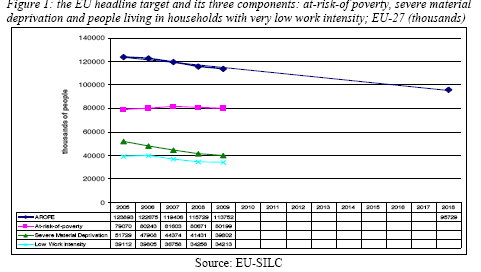 Figure 1: the EU headline target and its three components: at-risk-of poverty, severe material
deprivation and people living in households with very low work intensity; EU-27 (thousands)
thousands of people
140000
120000
100000
80000
60000
40000
20000
0
2005 2006 2007 2008 2009 2010 2011 2012 2013 2014 2015 2016 2017 2018
AROPE 123893 122675 119406 115729 113752 95729
At-risk-of-poverty 79070 80243 81803 80671 80199
Severe Material Deprivation 51729 47908 44374 41431 39802
Low Work intensity 39112 39605 36758 34258 34213
Source: EU-SILC